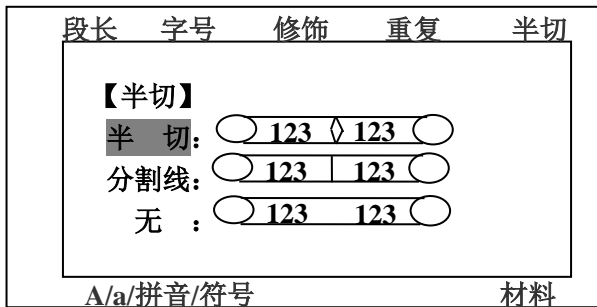 段长 字号 修饰 重复 半切
【半切】
半 切： 123 ◊ 123
分割线： 123 | 123
无 ： 123 123
A/a/拼音/符号 材料